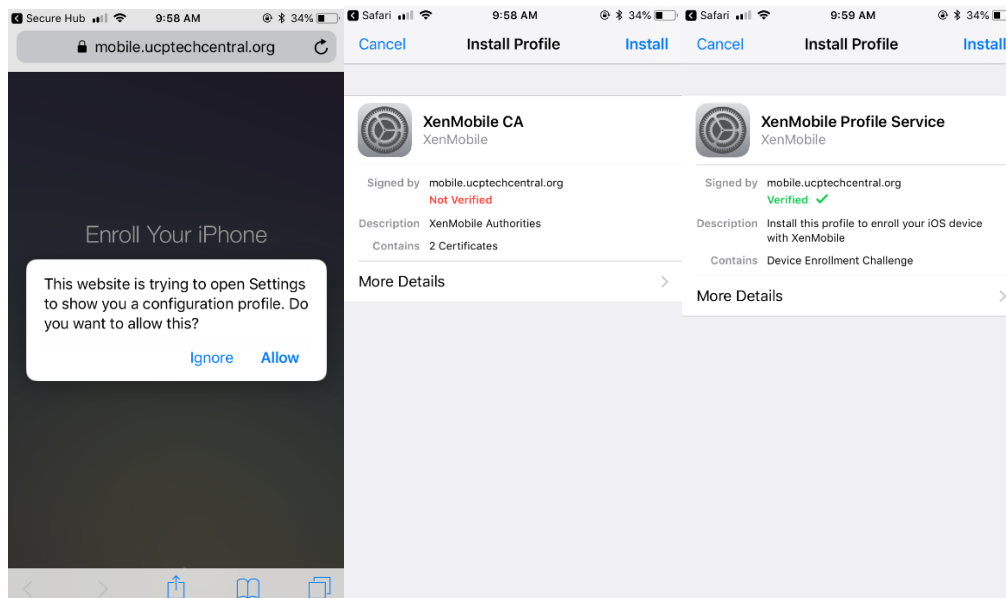 Secure Hub 9:58 AM 34%
mobile.ucptechcentral.org
Enroll Your iPhone
This website is trying to open Settings
to show you a configuration profile. Do
you want to allow this?
Ignore Allow
Safari 9:58 AM 34%
Cancel Install Profile Install
XenMobile CA
XenMobile
Signed by mobile.ucptechcentral.org
Not Verified
Description XenMobile Authorities
Contains 2 Certificates
More Details
Safari 9:59 AM 34%
Cancel Install Profile Install
XenMobile Profile Service
XenMobile
Signed by mobile.ucptechcentral.org
Verified ✓
Description Install this profile to enroll your iOS device
with XenMobile
Contains Device Enrollment Challenge
More Details